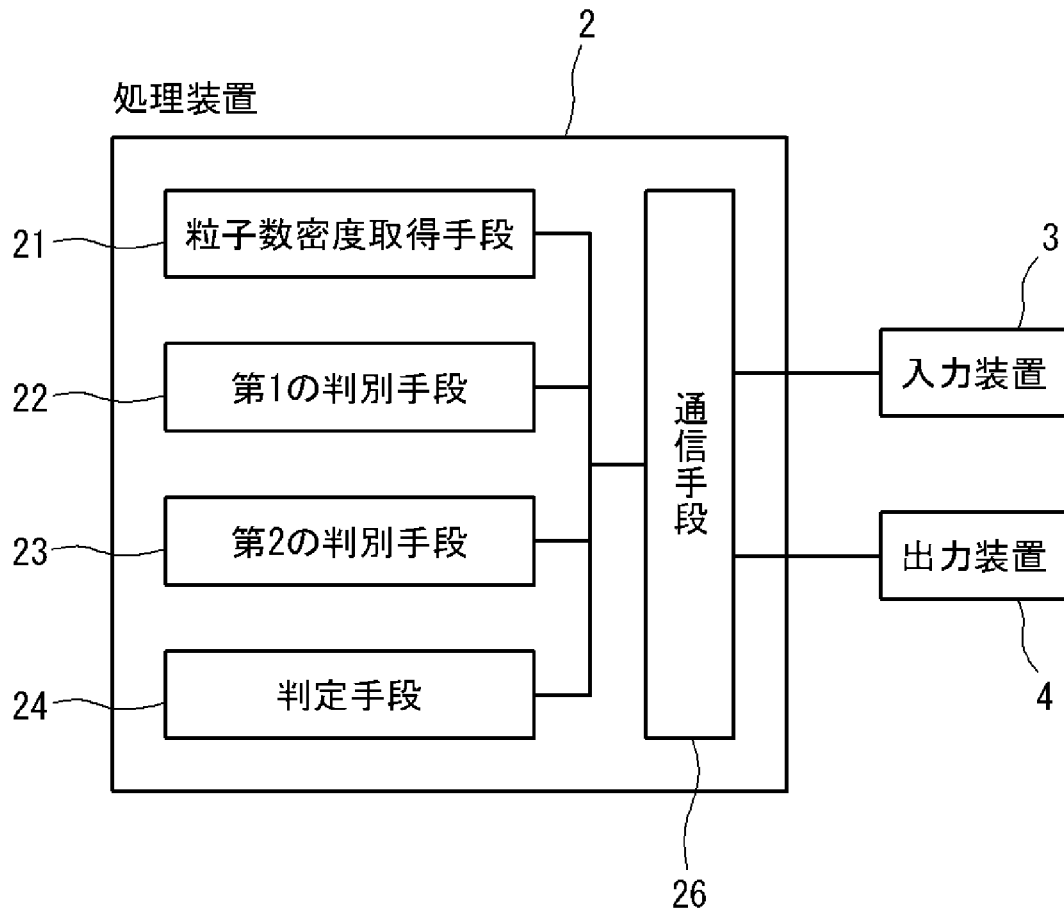 2
処理装置
21
粒子数密度取得手段
22
第1の判別手段
23
第2の判別手段
24
判定手段
通信手段
26
3
入力装置
出力装置
4